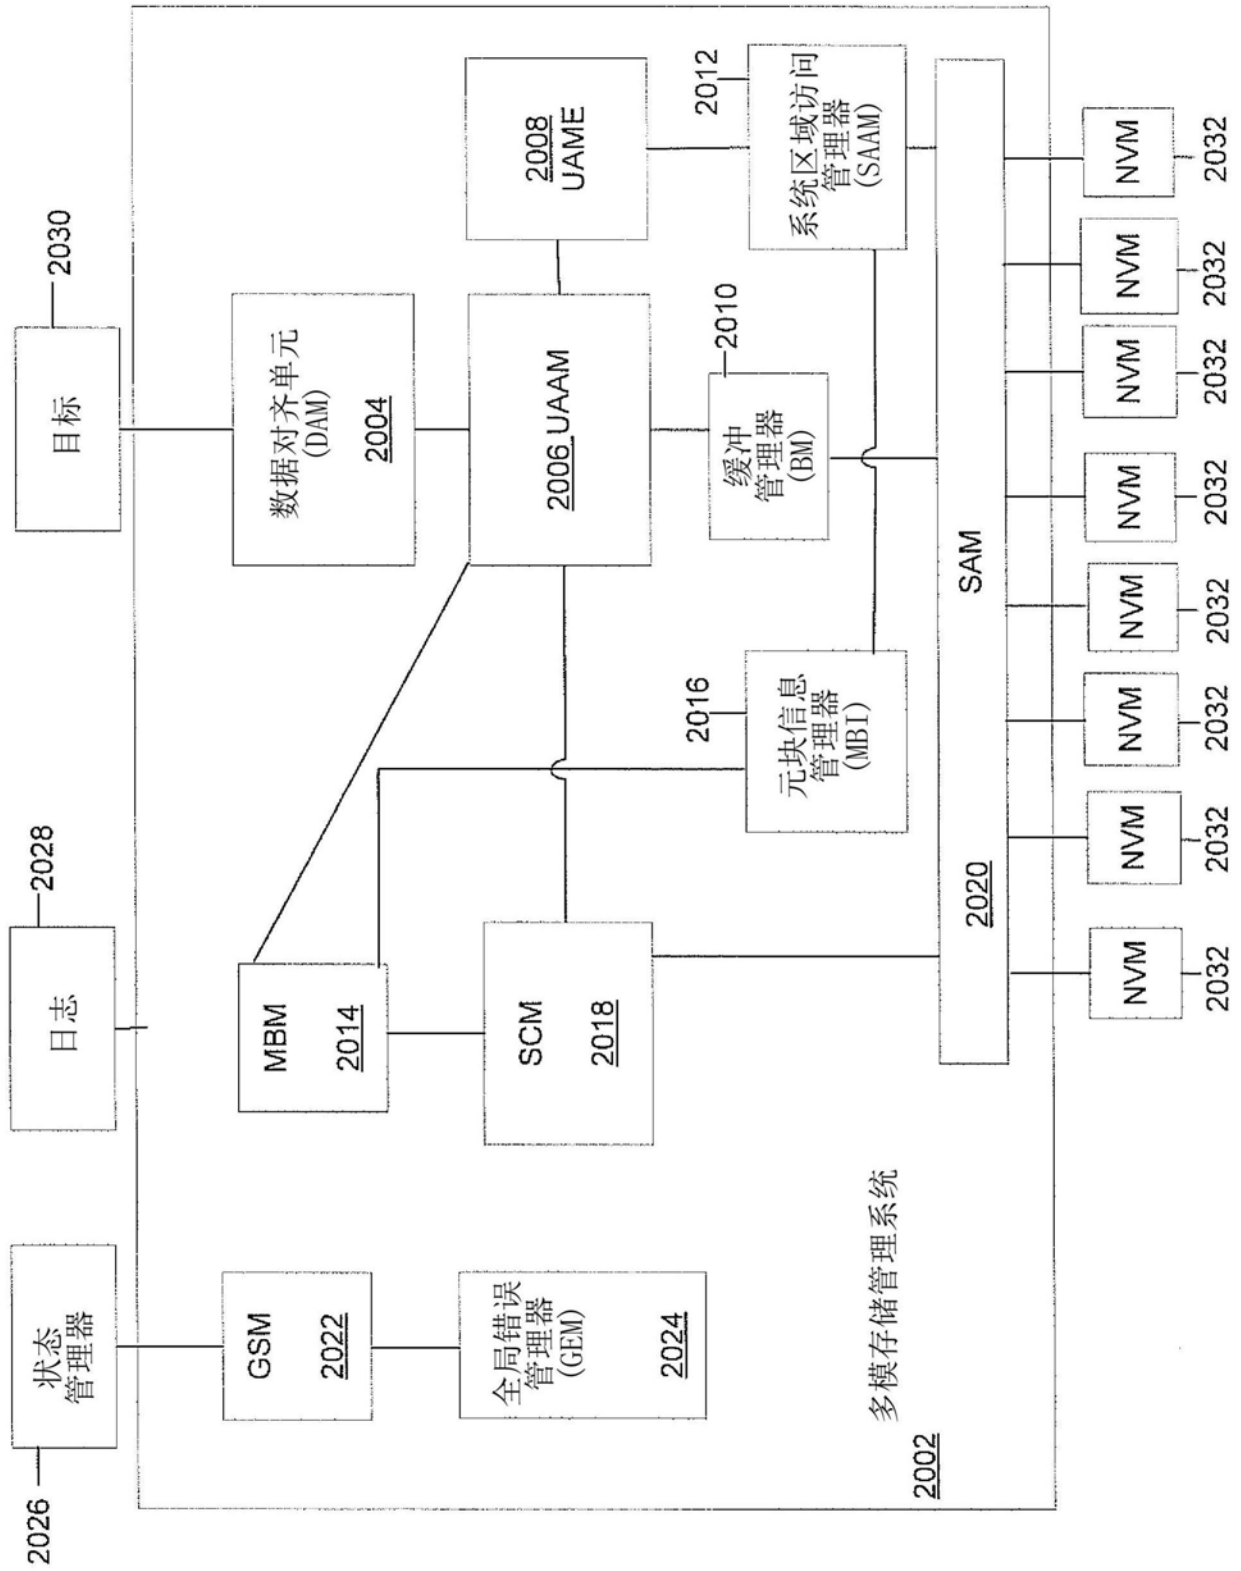 2026
状态
管理器
日志
2028
目标
2030
GSM
2022
MBM
2014
数据对齐单元
(DAM)
2004
全局错误
管理器
(GEM)
2024
SCM
2018
2006 UAAM
2008
UAME
2016
元块信息
管理器
(MBI)
2010
缓冲
管理器
(BM)
2012
系统区域访问
管理器
(SAAM)
多模存储管理系统
2002
2020
SAM
NVM
NVM
NVM
NVM
NVM
NVM
NVM
NVM
2032
2032
2032
2032
2032
2032
2032
2032